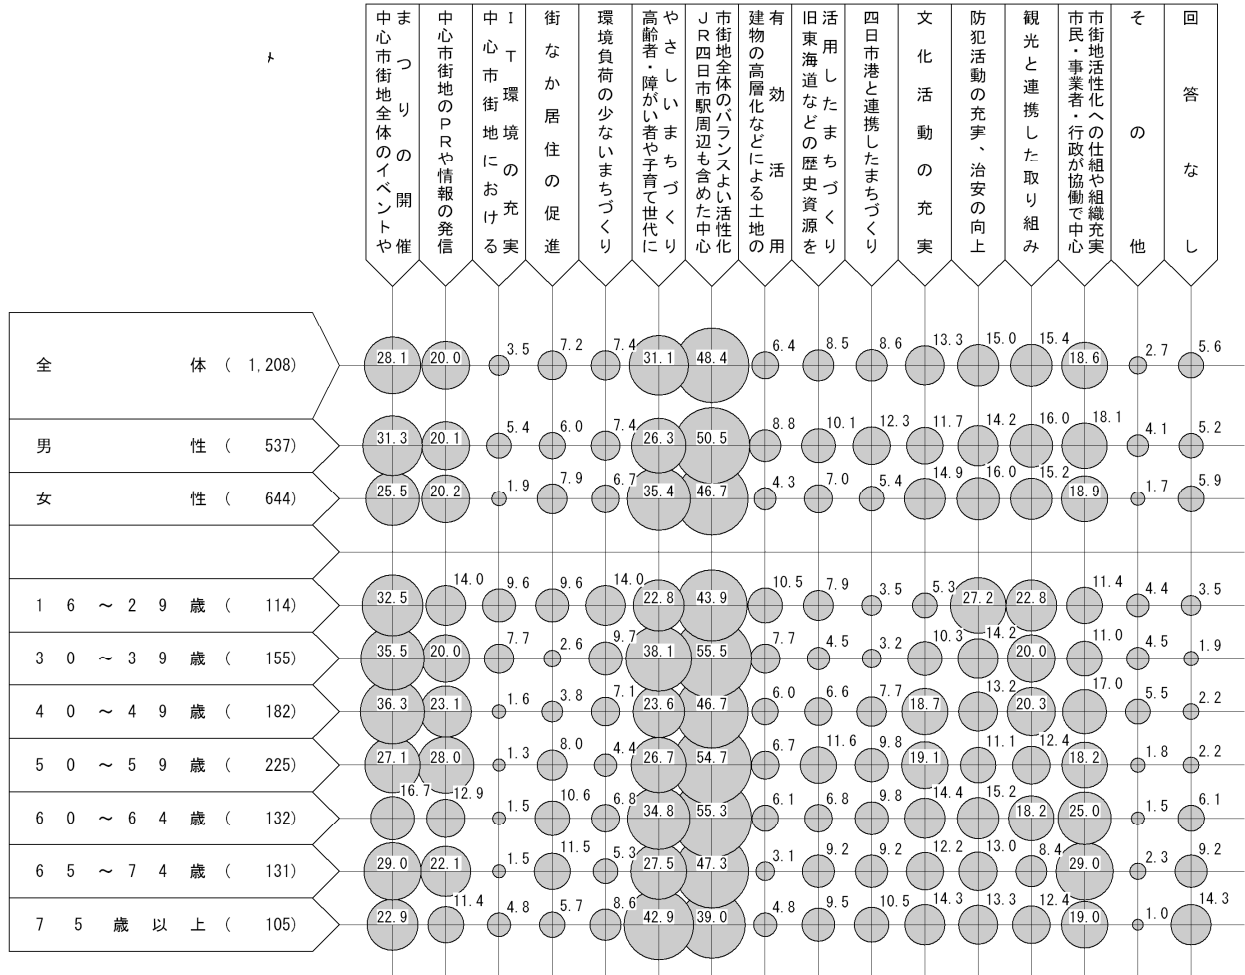 中心市街地全体のイベントや
まつりの開催
中心市街地のPRや情報の発信
中心市街地における
IT環境の充実
街なか居住の促進
環境負荷の少ないまちづくり
高齢者・障がい者や子育て世代に
やさしいまちづくり
JR四日市駅周辺も含めた中心
市街地全体のバランスよい活性化
建物の高層化などによる土地の
有効活用
旧東海道などの歴史資源を
活用したまちづくり
四日市港と連携したまちづくり
文化活動の充実
防犯活動の充実、治安の向上
観光と連携した取り組み
市民・事業者・行政が協働で中心
市街地活性化への仕組や組織充実
その他
回答なし
全体(1,208) 28.1 20.0 3.5 7.2 7.4 31.1 48.4 6.4 8.5 8.6 13.3 15.0 15.4 18.6 2.7 5.6
男性(537) 31.3 20.1 5.4 6.0 7.4 26.3 50.5 8.8 10.1 12.3 11.7 14.2 16.0 18.1 4.1 5.2
女性(644) 25.5 20.2 1.9 7.9 6.7 35.4 46.7 4.3 7.0 5.4 14.9 16.0 15.2 18.9 1.7 5.9
16~29歳(114) 32.5 14.0 9.6 9.6 14.0 22.8 43.9 10.5 7.9 3.5 5.3 27.2 22.8 11.4 4.4 3.5
30~39歳(155) 35.5 20.0 7.7 2.6 9.7 38.1 55.5 7.7 4.5 3.2 10.3 14.2 20.0 11.0 4.5 1.9
40~49歳(182) 36.3 23.1 1.6 3.8 7.1 23.6 46.7 6.0 6.6 7.7 18.7 13.2 20.3 17.0 5.5 2.2
50~59歳(225) 27.1 28.0 1.3 8.0 4.4 26.7 54.7 6.7 11.6 9.8 19.1 11.1 12.4 18.2 1.8 2.2
60~64歳(132) 16.7 12.9 1.5 10.6 6.8 34.8 55.3 6.1 6.8 9.8 14.4 15.2 18.2 25.0 1.5 6.1
65~74歳(131) 29.0 22.1 1.5 11.5 5.3 27.5 47.3 3.1 9.2 9.2 12.2 13.0 8.4 29.0 2.3 9.2
75歳以上(105) 22.9 11.4 4.8 5.7 8.6 42.9 39.0 4.8 9.5 10.5 14.3 13.3 12.4 19.0 1.0 14.3